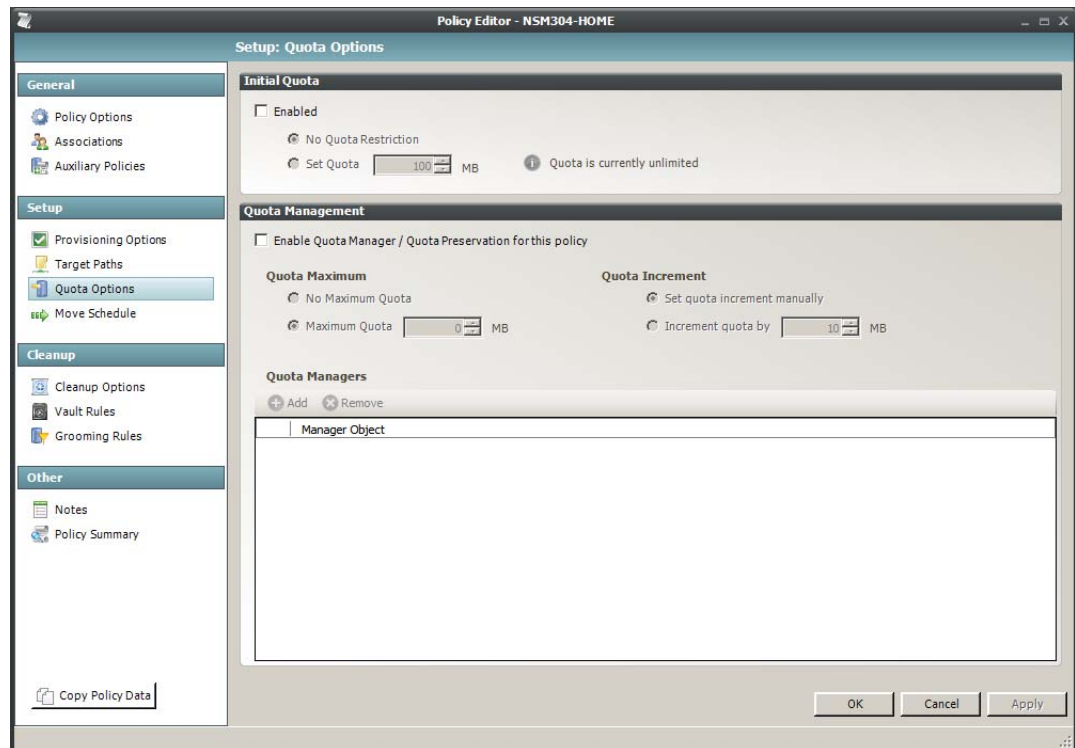 Policy Editor - NSM304-HOME
Setup: Quota Options
General
Policy Options
Associations
Auxiliary Policies
Setup
Provisioning Options
Target Paths
Quota Options
Move Schedule
Cleanup
Cleanup Options
Vault Rules
Grooming Rules
Other
Notes
Policy Summary
Copy Policy Data
Initial Quota
Enabled
No Quota Restriction
Set Quota 100 MB Quota is currently unlimited
Quota Management
Enable Quota Manager / Quota Preservation for this policy
Quota Maximum Quota Increment
No Maximum Quota Set quota increment manually
Maximum Quota 0 MB Increment quota by 10 MB
Quota Managers
Add Remove
Manager Object
OK Cancel Apply